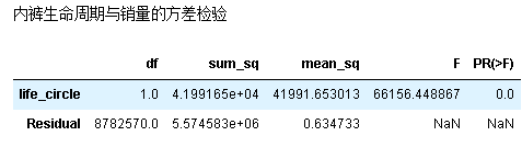 内裤生命周期与销量的方差检验
df sum_sq mean_sq F PR(>F)
life_circle 1.0 4.199165e+04 41991.653013 66156.448867 0.0
Residual 8782570.0 5.574583e+06 0.634733 NaN NaN